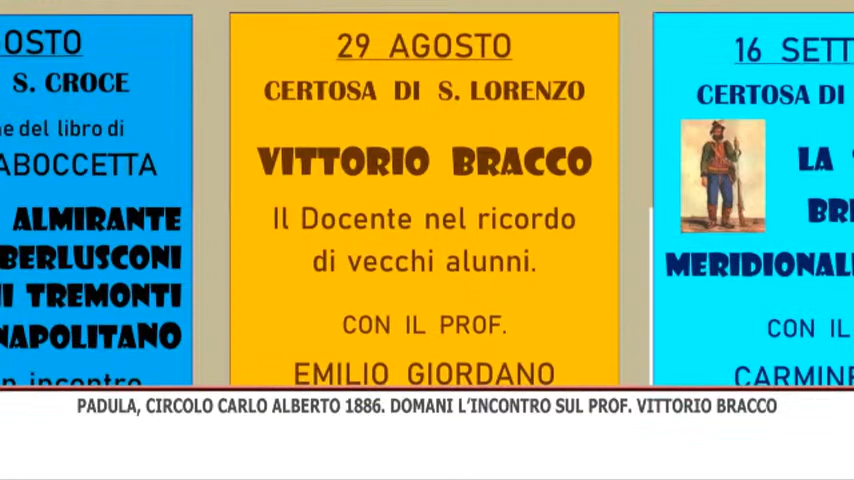 OSTO
S. CROCE
del libro di
ABOCCETTA
ALMIRANTE
BERLUSCONI
TREMONTI
NAPOLITANO
incontro
29 AGOSTO
CERTOSA DI S. LORENZO
VITTORIO BRACCO
Il Docente nel ricordo
di vecchi alunni.
CON IL PROF.
EMILIO GIORDANO
16 SETT
CERTOSA DI
LA
BR
MERIDIONAL
CON IL
CARMIN
PADULA, CIRCOLO CARLO ALBERTO 1886. DOMANI L'INCONTRO SUL PROF. VITTORIO BRACCO